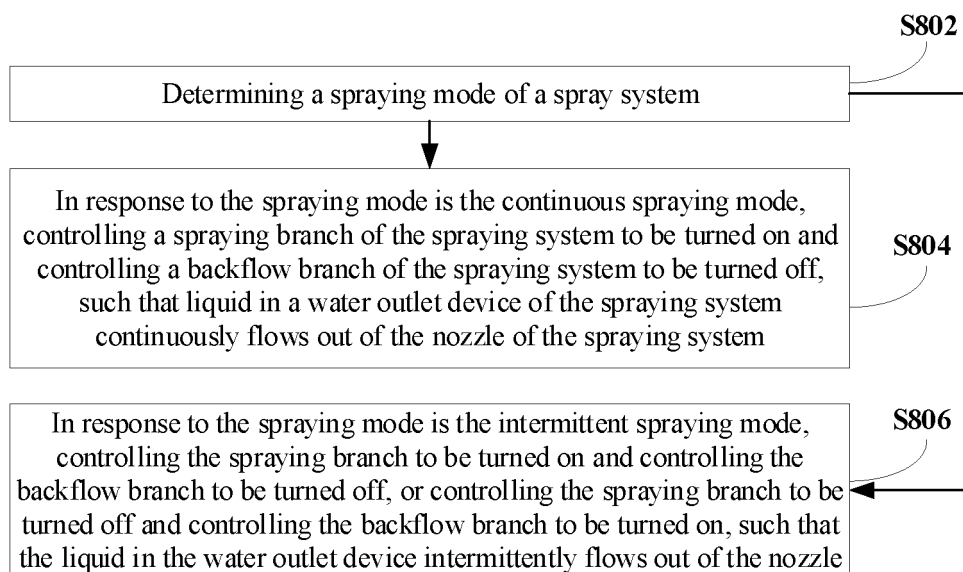 S802
Determining a spraying mode of a spray system
In response to the spraying mode is the continuous spraying mode,
controlling a spraying branch of the spraying system to be turned on and
controlling a backflow branch of the spraying system to be turned off,
such that liquid in a water outlet device of the spraying system
continuously flows out of the nozzle of the spraying system
S804
In response to the spraying mode is the intermittent spraying mode,
controlling the spraying branch to be turned on and controlling the
backflow branch to be turned off, or controlling the spraying branch to be
turned off and controlling the backflow branch to be turned on, such that
the liquid in the water outlet device intermittently flows out of the nozzle
S806